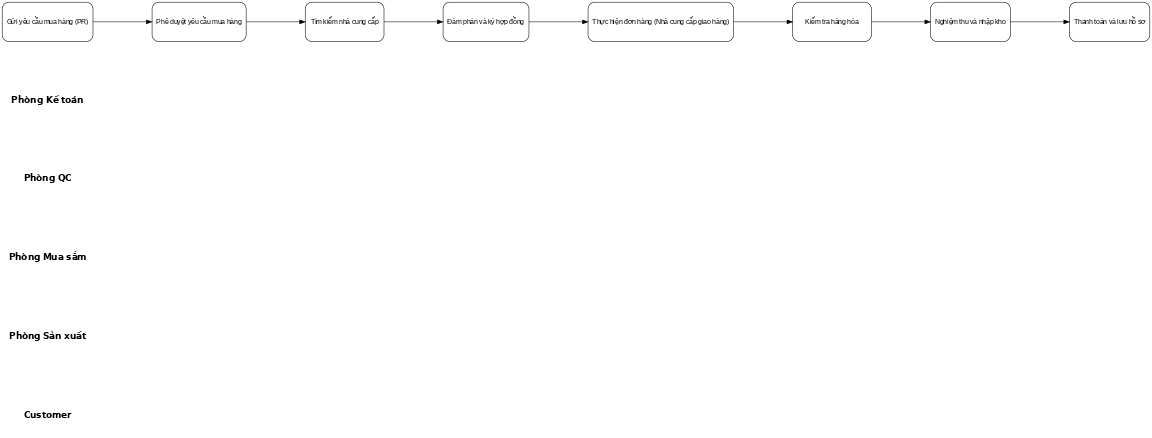 Gửi yêu cầu mua hàng (PR)
Phê duyệt yêu cầu mua hàng
Tìm kiếm nhà cung cấp
Đàm phán và ký hợp đồng
Thực hiện đơn hàng (Nhà cung cấp giao hàng)
Kiểm tra hàng hóa
Nghiệm thu và nhập kho
Thanh toán và lưu hồ sơ
Phòng Kế toán
Phòng QC
Phòng Mua sắm
Phòng Sản xuất
Customer